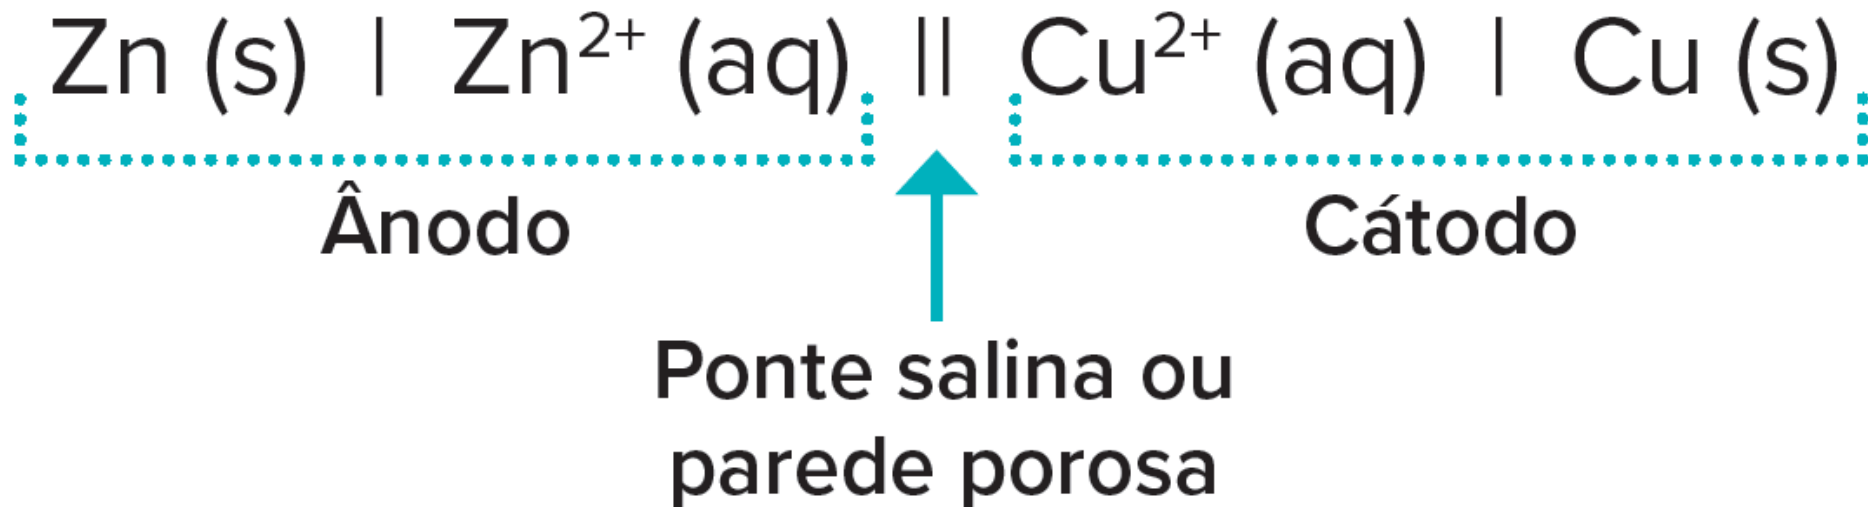 Zn (s) | Zn²⁺ (aq) || Cu²⁺ (aq) | Cu (s)
Ânodo Cátodo
Ponte salina ou
parede porosa